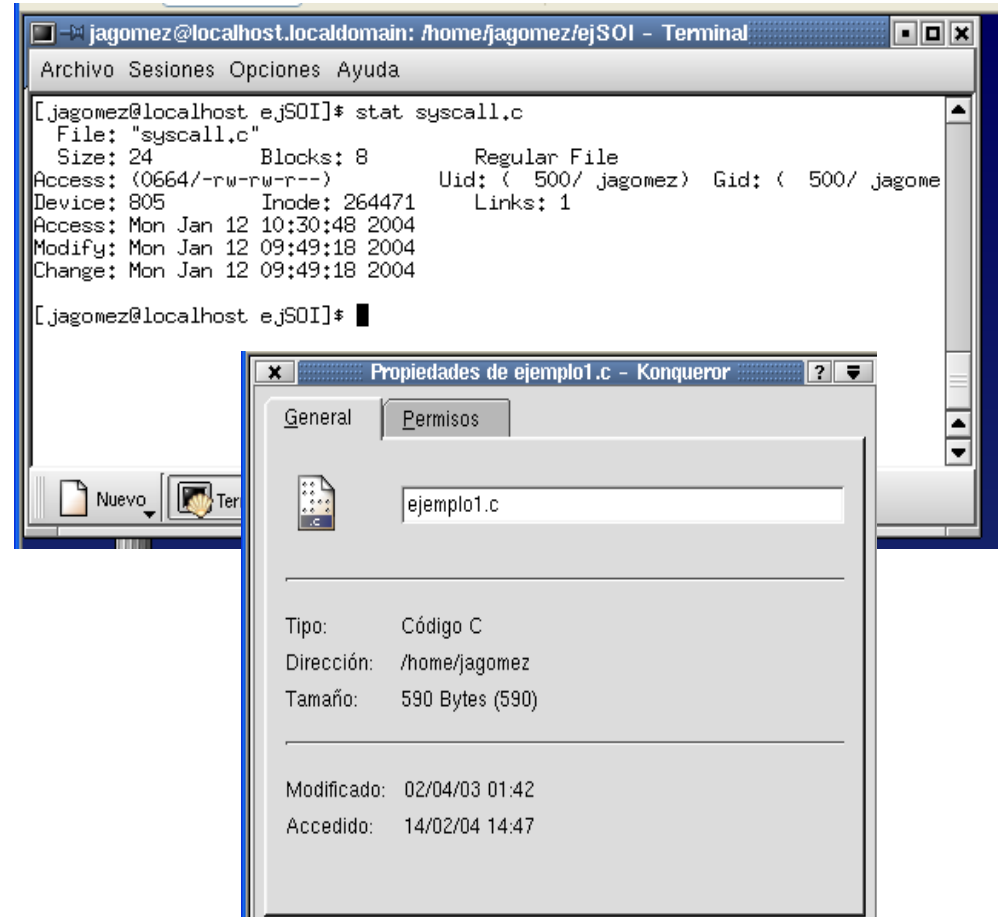 jagomez@localhost.localdomain: /home/jagomez/ejSOI - Terminal
Archivo Sesiones Opciones Ayuda
[jagomez@localhost ejSOI]$ stat syscall.c
File: "syscall.c"
Size: 24 Blocks: 8 Regular File
Access: (0664/-rw-rw-r--) Uid: ( 500/ jagomez) Gid: ( 500/ jagome
Device: 805 Inode: 264471 Links: 1
Access: Mon Jan 12 10:30:48 2004
Modify: Mon Jan 12 09:49:18 2004
Change: Mon Jan 12 09:49:18 2004
[jagomez@localhost ejSOI]$
Nuevo Ter
Propiedades de ejemplo1.c - Konqueror ?
General Permisos
.c
ejemplo1.c
Tipo: Código C
Dirección: /home/jagomez
Tamaño: 590 Bytes (590)
Modificado: 02/04/03 01:42
Accedido: 14/02/04 14:47